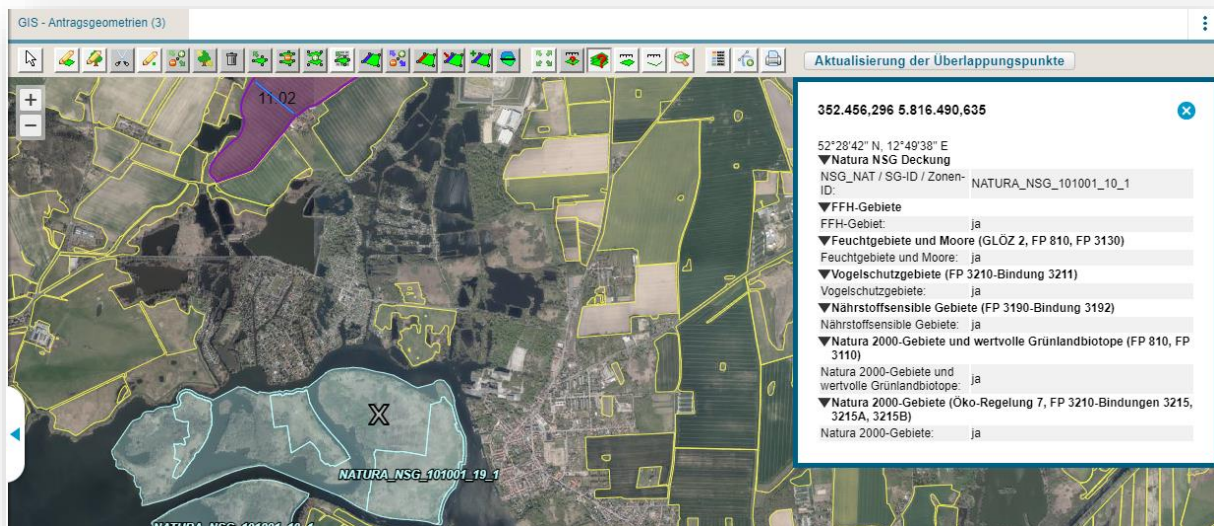 GIS - Antragsgeometrien (3)
Aktualisierung der Überlappungspunkte
+
−
11.02
352.456,296 5.816.490,635
52°28'42" N, 12°49'38" E
▼Natura NSG Deckung
NSG_NAT / SG-ID / Zonen-
ID:
NATURA_NSG_101001_10_1
▼FFH-Gebiete
FFH-Gebiet: ja
▼Feuchtgebiete und Moore (GLÖZ 2, FP 810, FP 3130)
Feuchtgebiete und Moore: ja
▼Vogelschutzgebiete (FP 3210-Bindung 3211)
Vogelschutzgebiete: ja
▼Nährstoffsensible Gebiete (FP 3190-Bindung 3192)
Nährstoffsensible Gebiete: ja
▼Natura 2000-Gebiete und wertvolle Grünlandbiotope (FP 810, FP
3110)
Natura 2000-Gebiete und
wertvolle Grünlandbiotope:
ja
▼Natura 2000-Gebiete (Öko-Regelung 7, FP 3210-Bindungen 3215,
3215A, 3215B)
Natura 2000-Gebiete: ja
X
NATURA_NSG_101001_19_1